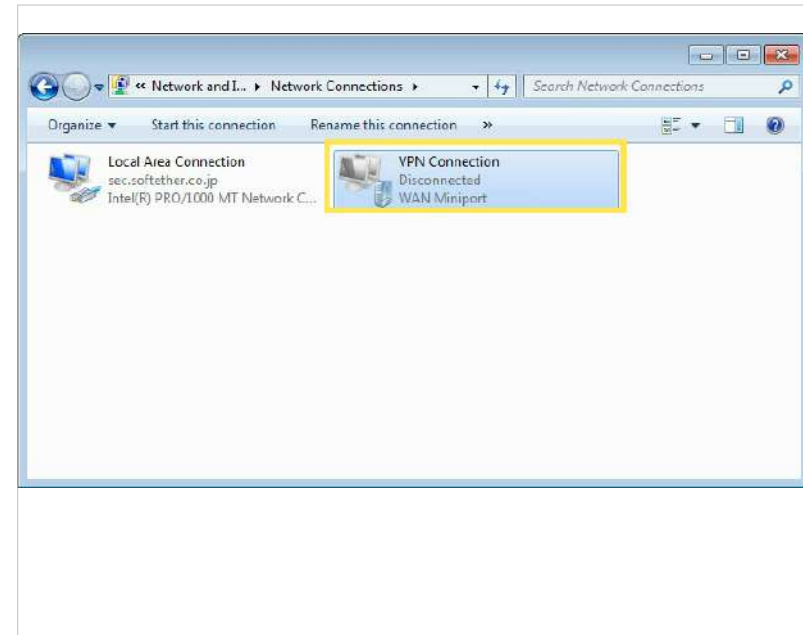 « Network and I... ▸ Network Connections ▸
Search Network Connections
Organize ▾ Start this connection Rename this connection »
Local Area Connection
sec.softether.co.jp
Intel(R) PRO/1000 MT Network C...
VPN Connection
Disconnected
WAN Miniport